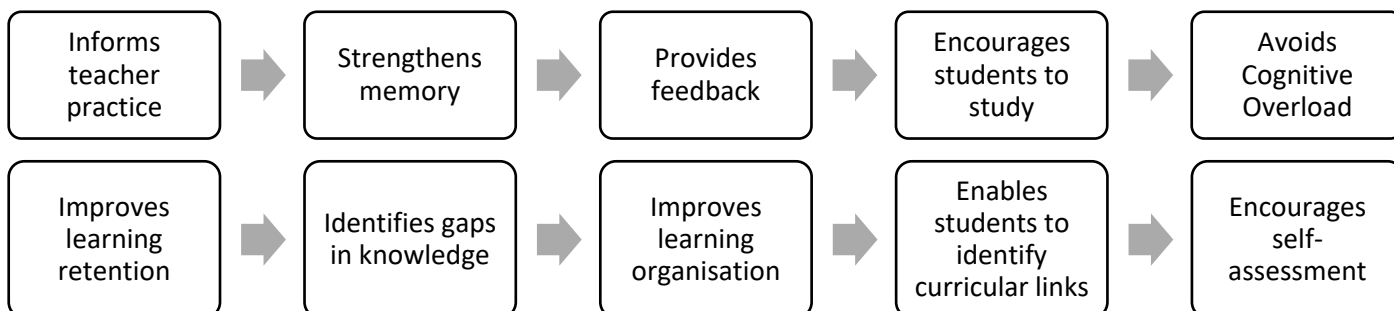 Informs
teacher
practice
Strengthens
memory
Provides
feedback
Encourages
students to
study
Avoids
Cognitive
Overload
Improves
learning
retention
Identifies gaps
in knowledge
Improves
learning
organisation
Enables
students to
identify
curricular links
Encourages
self-
assessment